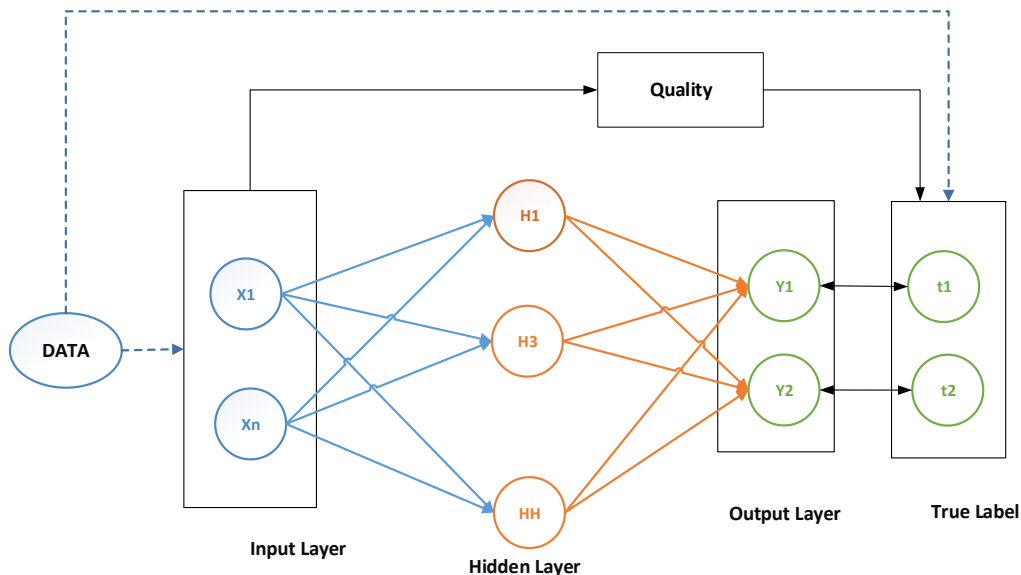 Quality
H1
X1
Y1
t1
DATA
H3
Xn
Y2
t2
HH
Output Layer
True Label
Input Layer
Hidden Layer